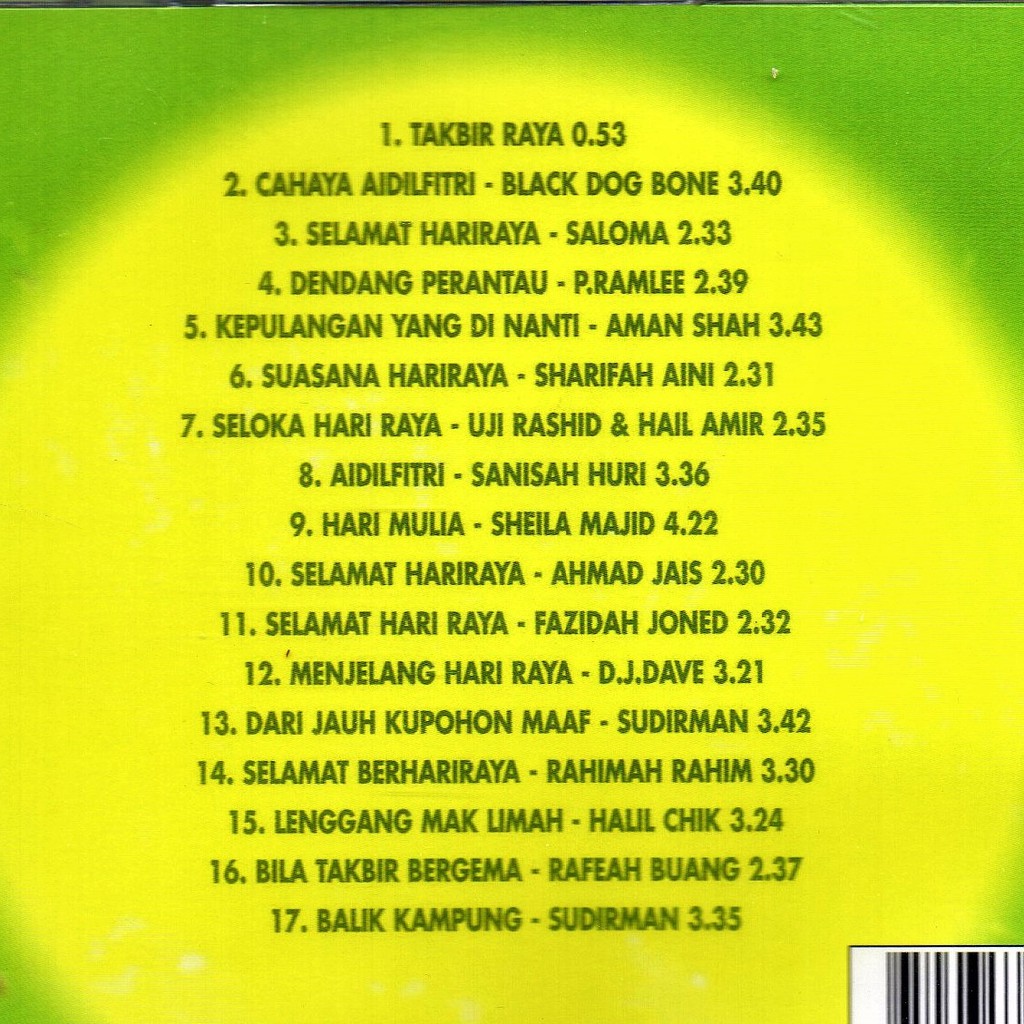 1. TAKBIR RAYA 0.53
2. CAHAYA AIDILFITRI - BLACK DOG BONE 3.40
3. SELAMAT HARIRAYA - SALOMA 2.33
4. DENDANG PERANTAU - P.RAMLEE 2.39
5. KEPULANGAN YANG DI NANTI - AMAN SHAH 3.43
6. SUASANA HARIRAYA - SHARIFAH AINI 2.31
7. SELOKA HARI RAYA - UJI RASHID & HAIL AMIR 2.35
8. AIDILFITRI - SANISAH HURI 3.36
9. HARI MULIA - SHEILA MAJID 4.22
10. SELAMAT HARIRAYA - AHMAD JAIS 2.30
11. SELAMAT HARI RAYA - FAZIDAH JONED 2.32
12. MENJELANG HARI RAYA - D.J.DAVE 3.21
13. DARI JAUH KUPOHON MAAF - SUDIRMAN 3.42
14. SELAMAT BERHARIRAYA - RAHIMAH RAHIM 3.30
15. LENGGANG MAK LIMAH - HALIL CHIK 3.24
16. BILA TAKBIR BERGEMA - RAFEAH BUANG 2.37
17. BALIK KAMPUNG - SUDIRMAN 3.35